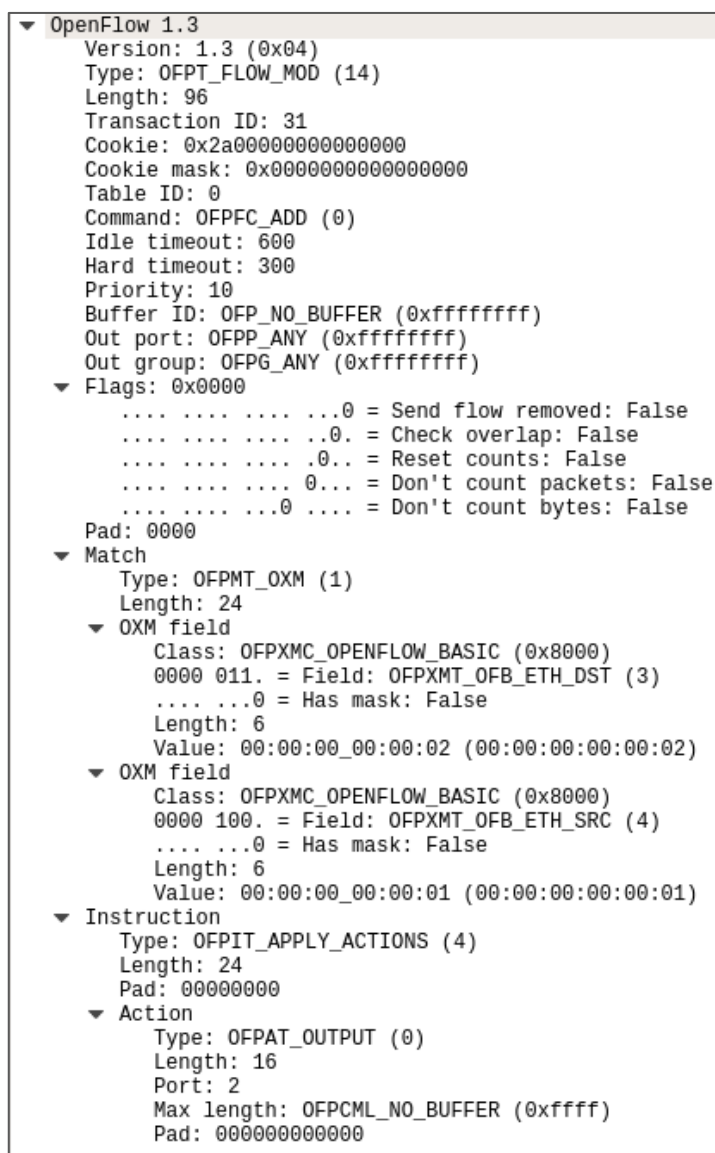 OpenFlow 1.3
Version: 1.3 (0x04)
Type: OFPT_FLOW_MOD (14)
Length: 96
Transaction ID: 31
Cookie: 0x2a00000000000000
Cookie mask: 0x0000000000000000
Table ID: 0
Command: OFPFC_ADD (0)
Idle timeout: 600
Hard timeout: 300
Priority: 10
Buffer ID: OFP_NO_BUFFER (0xffffffff)
Out port: OFPP_ANY (0xffffffff)
Out group: OFPG_ANY (0xffffffff)
Flags: 0x0000
.... .... .... ...0 = Send flow removed: False
.... .... .... ..0. = Check overlap: False
.... .... .... .0.. = Reset counts: False
.... .... .... 0... = Don't count packets: False
.... .... ...0 .... = Don't count bytes: False
Pad: 0000
Match
Type: OFPMT_OXM (1)
Length: 24
OXM field
Class: OFPXMC_OPENFLOW_BASIC (0x8000)
0000 011. = Field: OFPXMT_OFB_ETH_DST (3)
.... ...0 = Has mask: False
Length: 6
Value: 00:00:00_00:00:02 (00:00:00:00:00:02)
OXM field
Class: OFPXMC_OPENFLOW_BASIC (0x8000)
0000 100. = Field: OFPXMT_OFB_ETH_SRC (4)
.... ...0 = Has mask: False
Length: 6
Value: 00:00:00_00:00:01 (00:00:00:00:00:01)
Instruction
Type: OFPIT_APPLY_ACTIONS (4)
Length: 24
Pad: 00000000
Action
Type: OFPAT_OUTPUT (0)
Length: 16
Port: 2
Max length: OFPCML_NO_BUFFER (0xffff)
Pad: 000000000000